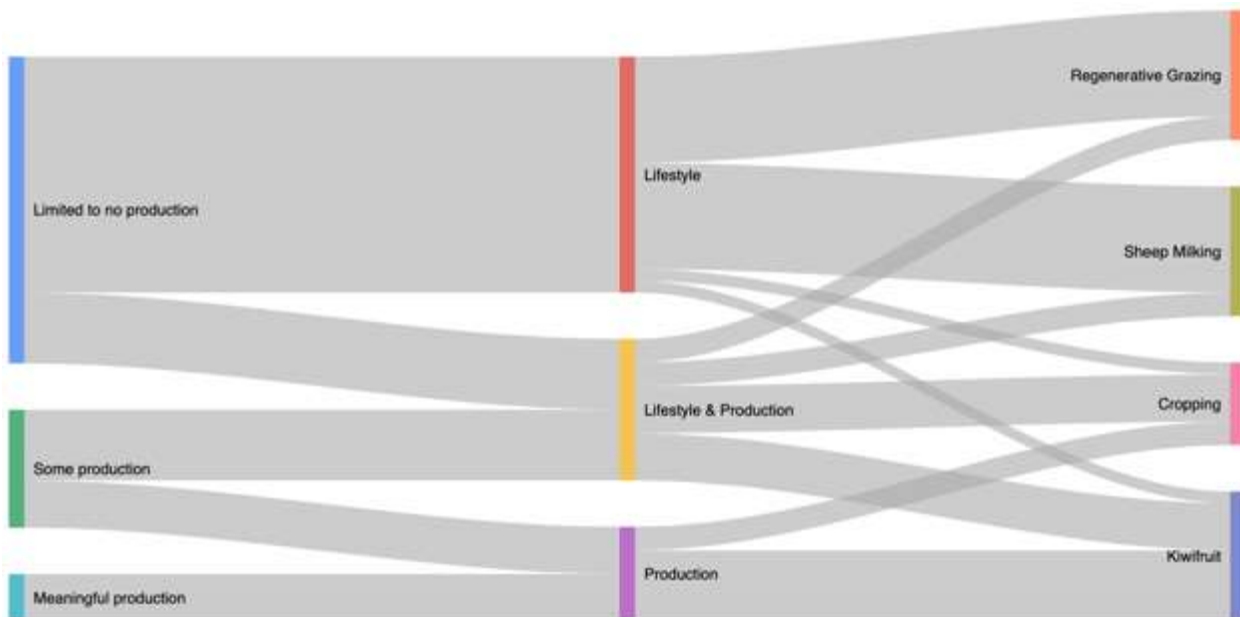 Limited to no production
Some production
Meaningful production
Lifestyle
Lifestyle & Production
Production
Regenerative Grazing
Sheep Milking
Cropping
Kiwifruit